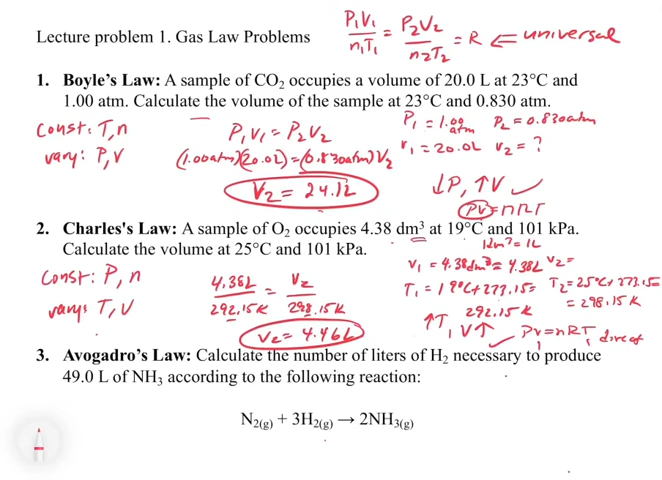 Lecture problem 1. Gas Law Problems
P₁V₁/n₁T₁ = P₂V₂/n₂T₂ = R ⇐ universal
1. Boyle's Law: A sample of CO₂ occupies a volume of 20.0 L at 23°C and
1.00 atm. Calculate the volume of the sample at 23°C and 0.830 atm.
Const: T, n
vary: P, V
P₁V₁ = P₂V₂
(1.00atm)(20.0L) = (0.830atm)V₂
V₂ = 24.1L
P₁ = 1.00 atm P₂ = 0.830atm
V₁ = 20.0L V₂ = ?
↓P, ↑V ✓
PV = nRT
2. Charles's Law: A sample of O₂ occupies 4.38 dm³ at 19°C and 101 kPa.
Calculate the volume at 25°C and 101 kPa.
1dm³ = 1L
Const: P, n
vary: T, V
4.38L/292.15K = V₂/298.15K
V₂ = 4.46L
V₁ = 4.38dm³ = 4.38L V₂ =
T₁ = 19°C + 273.15 = 292.15K
T₂ = 25°C + 273.15 = 298.15K
↑T, V↑ ✓
PV = nRT, direct
3. Avogadro's Law: Calculate the number of liters of H₂ necessary to produce
49.0 L of NH₃ according to the following reaction:
N₂(g) + 3H₂(g) → 2NH₃(g)